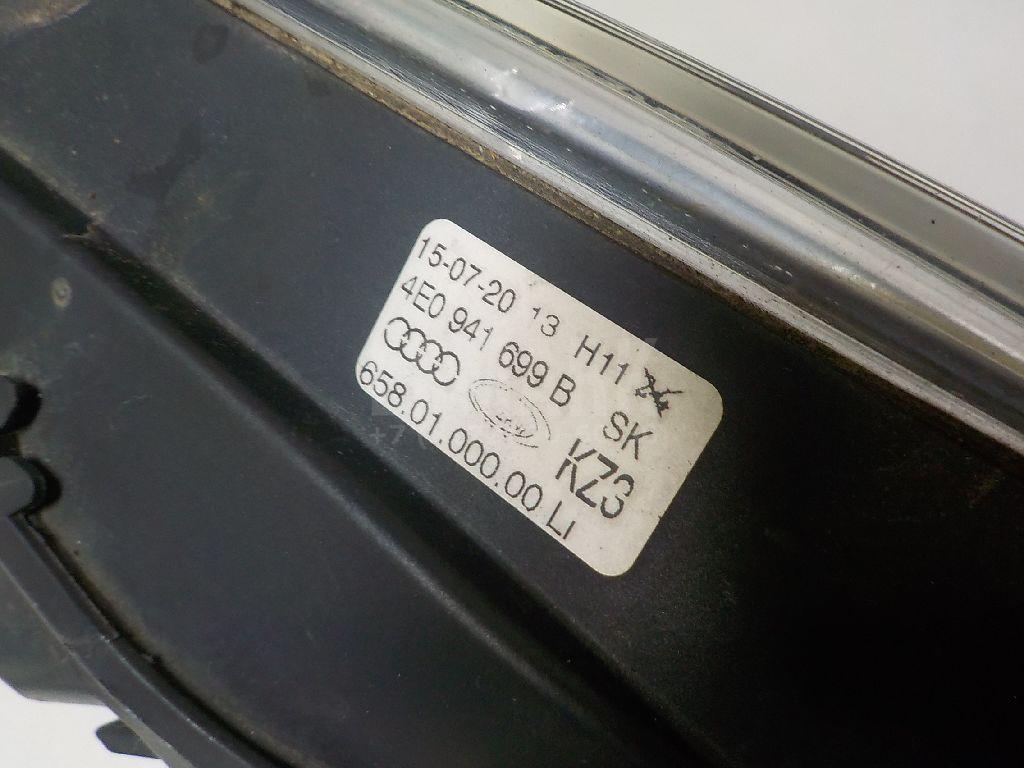 15-07-20 13 H11
4E0 941 699 B SK
KZ3
658.01.000.00 LI